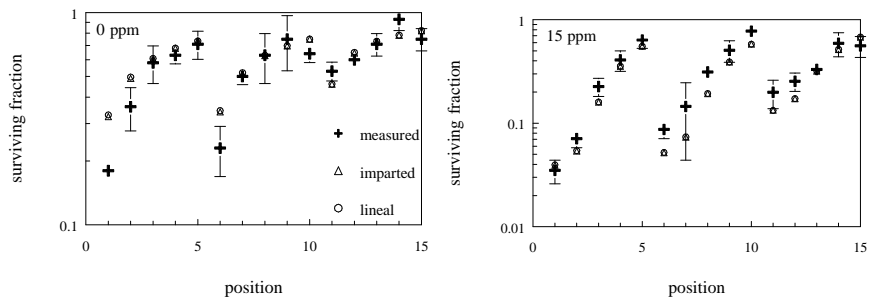 0 ppm
1
0.1
surviving fraction
measured
imparted
lineal
0 5 10 15
position
15 ppm
1
0.1
0.01
surviving fraction
0 5 10 15
position